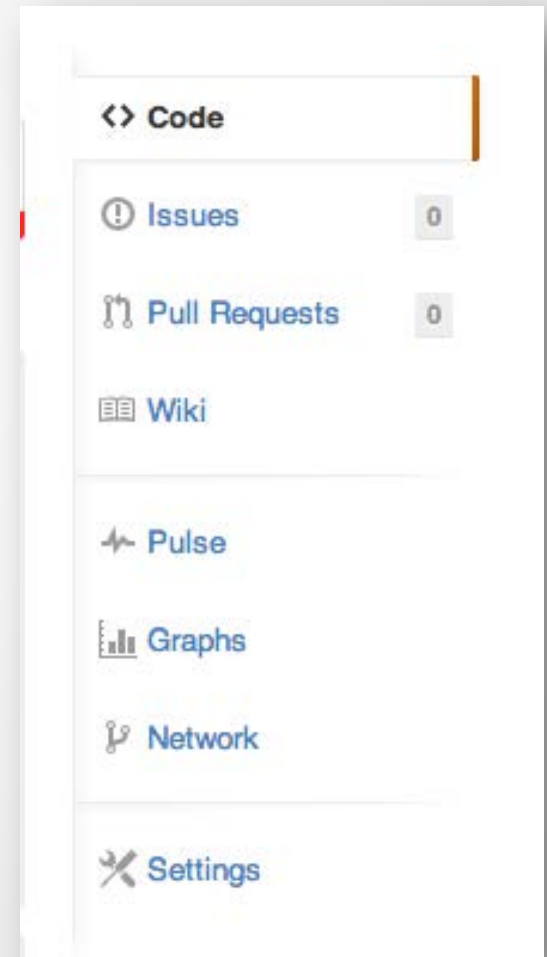 Code
Issues 0
Pull Requests 0
Wiki
Pulse
Graphs
Network
Settings